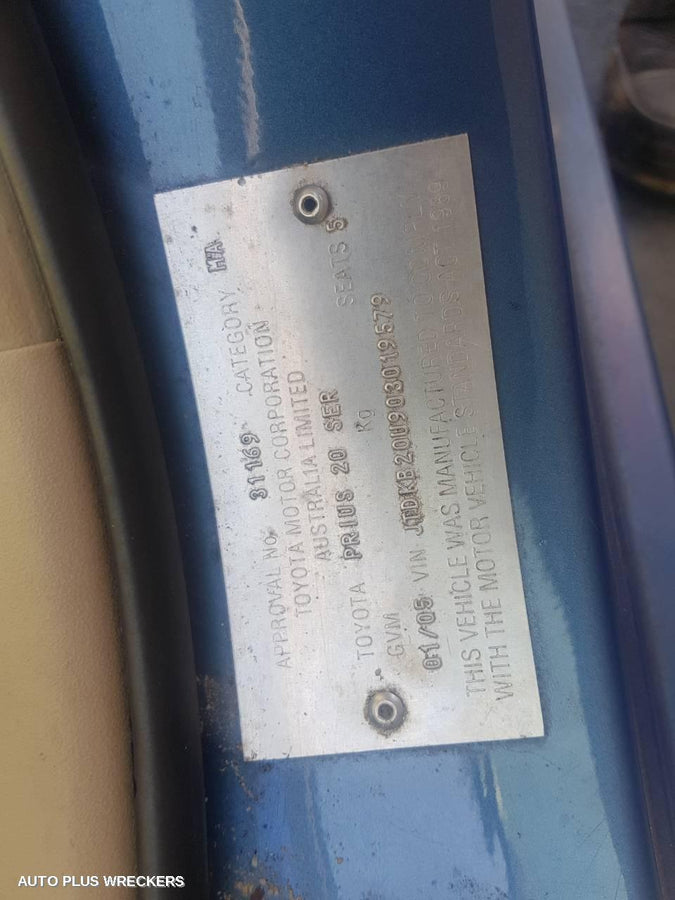 APPROVAL NO. 31169 CATEGORY MA
TOYOTA MOTOR CORPORATION
AUSTRALIA LIMITED
TOYOTA PRIUS 20 SER SEATS 5
GVM Kg
01/05 VIN JTDKB20U903019579
THIS VEHICLE WAS MANUFACTURED TO COMPLY
WITH THE MOTOR VEHICLE STANDARDS ACT 1989
AUTO PLUS WRECKERS